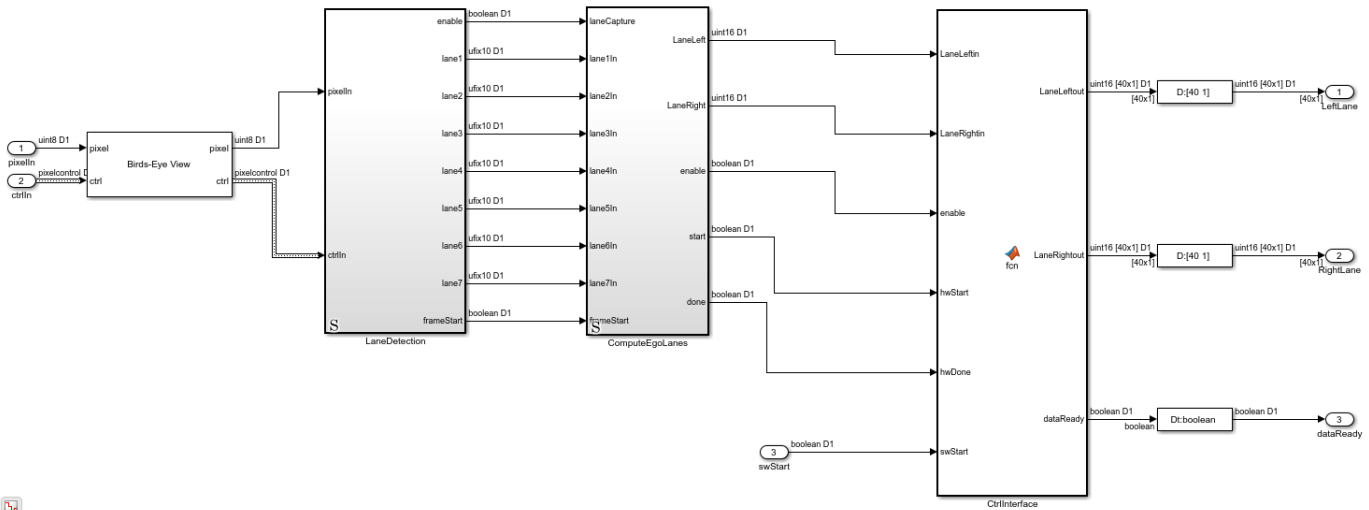 1
pixelIn
2
ctrlIn
uint8 D1
pixelcontrol D
pixel
ctrl
Birds-Eye View
pixel
ctrl
uint8 D1
pixelcontrol D1
pixelIn
ctrlIn
enable
lane1
lane2
lane3
lane4
lane5
lane6
lane7
frameStart
S
LaneDetection
boolean D1
ufix10 D1
ufix10 D1
ufix10 D1
ufix10 D1
ufix10 D1
ufix10 D1
ufix10 D1
boolean D1
laneCapture
lane1In
lane2In
lane3In
lane4In
lane5In
lane6In
lane7In
frameStart
S
LaneLeft
LaneRight
enable
start
done
ComputeEgoLanes
uint16 D1
uint16 D1
boolean D1
boolean D1
boolean D1
3
swStart
boolean D1
LaneLeftin
LaneRightin
enable
hwStart
hwDone
swStart
fcn
LaneLeftout
LaneRightout
dataReady
CtrlInterface
uint16 [40x1] D1
[40x1]
D:[40 1]
uint16 [40x1] D1
[40x1]
1
LeftLane
uint16 [40x1] D1
[40x1]
D:[40 1]
uint16 [40x1] D1
[40x1]
2
RightLane
boolean D1
boolean
Dt:boolean
boolean D1
3
dataReady